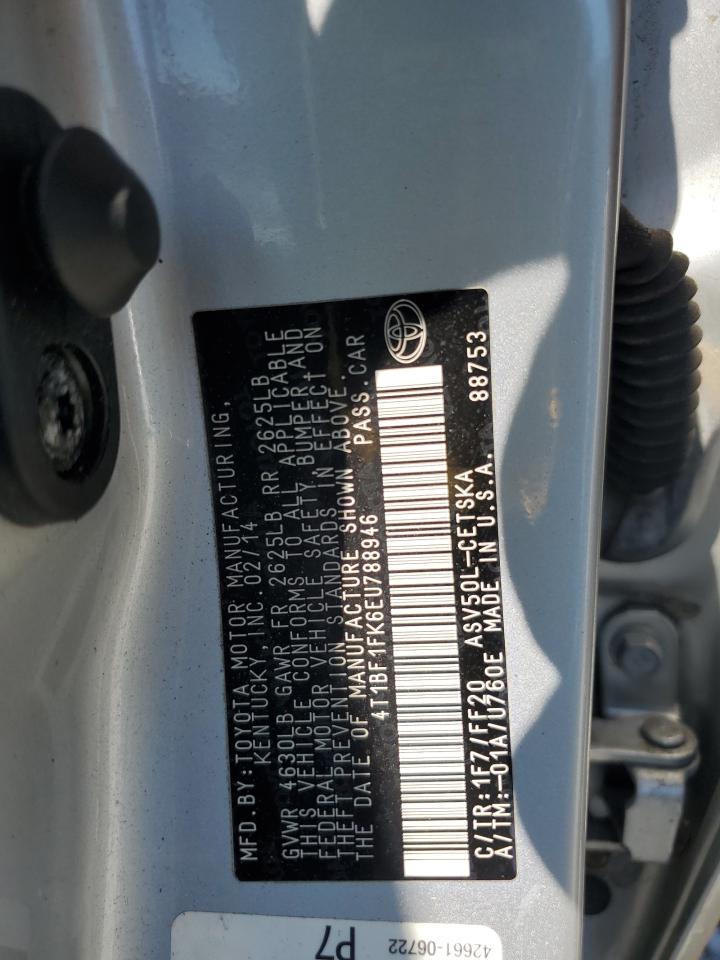 MFD. BY: TOYOTA MOTOR MANUFACTURING,
KENTUCKY, INC. 02/14
GVWR 4630LB GAWR FR 2625LB RR 2625LB
THIS VEHICLE CONFORMS TO ALL APPLICABLE
FEDERAL MOTOR VEHICLE SAFETY, BUMPER, AND
THEFT PREVENTION STANDARDS IN EFFECT ON
THE DATE OF MANUFACTURE SHOWN ABOVE.
4T1BF1FK6EU788946 PASS. CAR
C/TR: 1F7/FF20 ASV50L-CETSKA 88753
A/TM: -01A/U760E MADE IN U.S.A.
42661-06722
P7